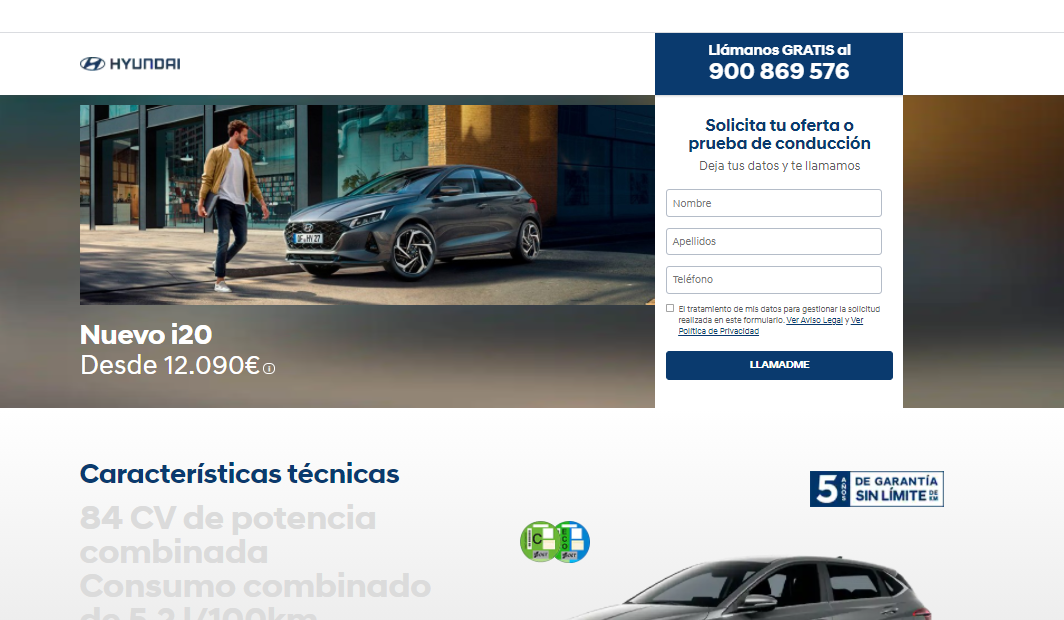 HYUNDAI
Llámanos GRATIS al
900 869 576
Solicita tu oferta o
prueba de conducción
Deja tus datos y te llamamos
Nombre
Apellidos
Teléfono
El tratamiento de mis datos para gestionar la solicitud
realizada en este formulario. Ver Aviso Legal y Ver
Política de Privacidad
LLAMADME
Nuevo i20
Desde 12.090€
Características técnicas
84 CV de potencia
combinada
Consumo combinado
de 5,2 l/100km
5 AÑOS
DE GARANTÍA
SIN LÍMITE DE KM
C
ECO